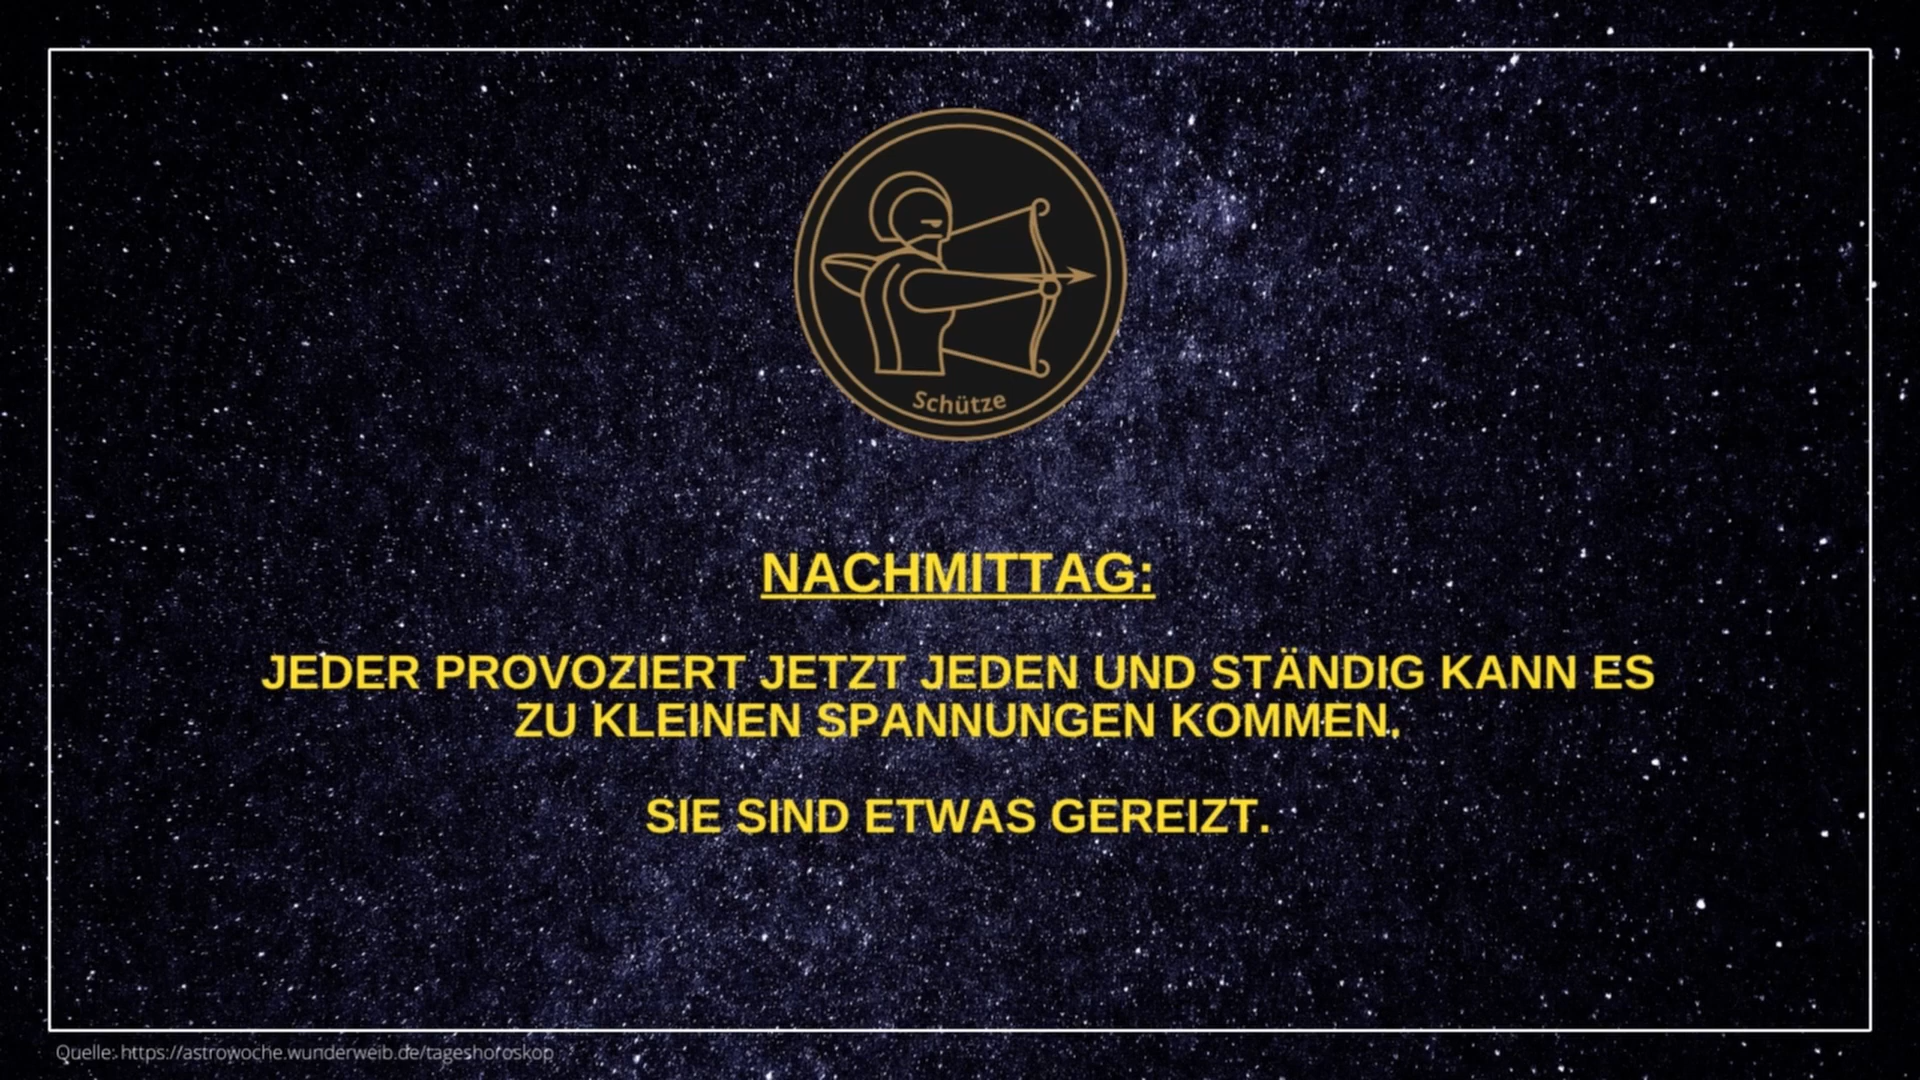 Schütze
NACHMITTAG:
JEDER PROVOZIERT JETZT JEDEN UND STÄNDIG KANN ES
ZU KLEINEN SPANNUNGEN KOMMEN.
SIE SIND ETWAS GEREIZT.
Quelle: https://astrowoche.wunderweib.de/tageshoroskop